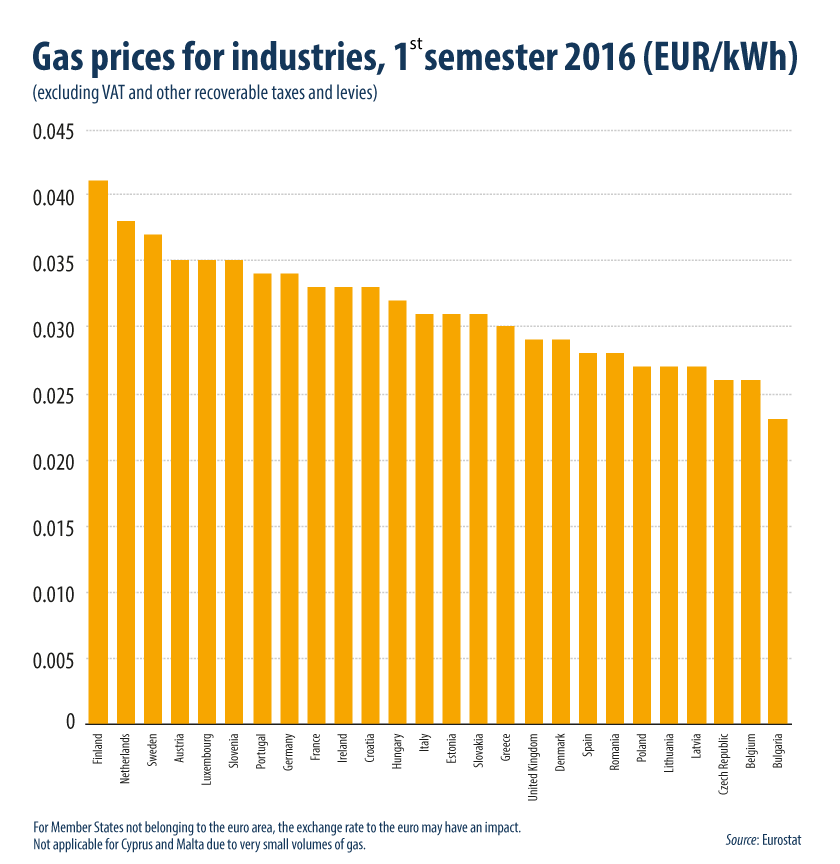 Gas prices for industries, 1st semester 2016 (EUR/kWh)
(excluding VAT and other recoverable taxes and levies)
0.045
0.040
0.035
0.030
0.025
0.020
0.015
0.010
0.005
0
Finland
Netherlands
Sweden
Austria
Luxembourg
Slovenia
Portugal
Germany
France
Ireland
Croatia
Hungary
Italy
Estonia
Slovakia
Greece
United Kingdom
Denmark
Spain
Romania
Poland
Lithuania
Latvia
Czech Republic
Belgium
Bulgaria
For Member States not belonging to the euro area, the exchange rate to the euro may have an impact.
Not applicable for Cyprus and Malta due to very small volumes of gas.
Source: Eurostat